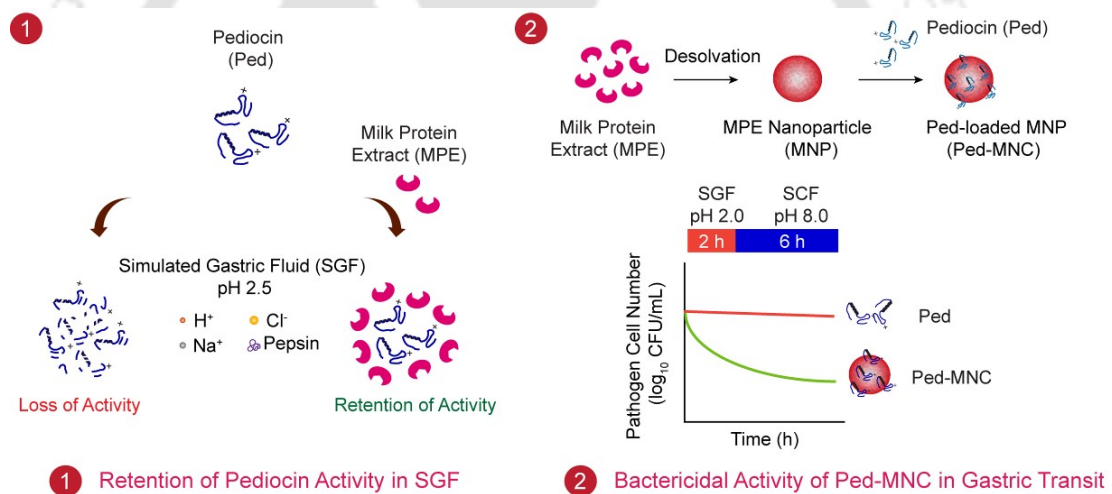 1
Pediocin
(Ped)
Milk Protein
Extract (MPE)
Simulated Gastric Fluid (SGF)
pH 2.5
H⁺
Cl⁻
Na⁺
Pepsin
Loss of Activity
Retention of Activity
1 Retention of Pediocin Activity in SGF
2
Desolvation
Pediocin (Ped)
Milk Protein
Extract (MPE)
MPE Nanoparticle
(MNP)
Ped-loaded MNP
(Ped-MNC)
SGF
pH 2.0
SCF
pH 8.0
2 h
6 h
Pathogen Cell Number
(log₁₀ CFU/mL)
Ped
Ped-MNC
Time (h)
2 Bactericidal Activity of Ped-MNC in Gastric Transit